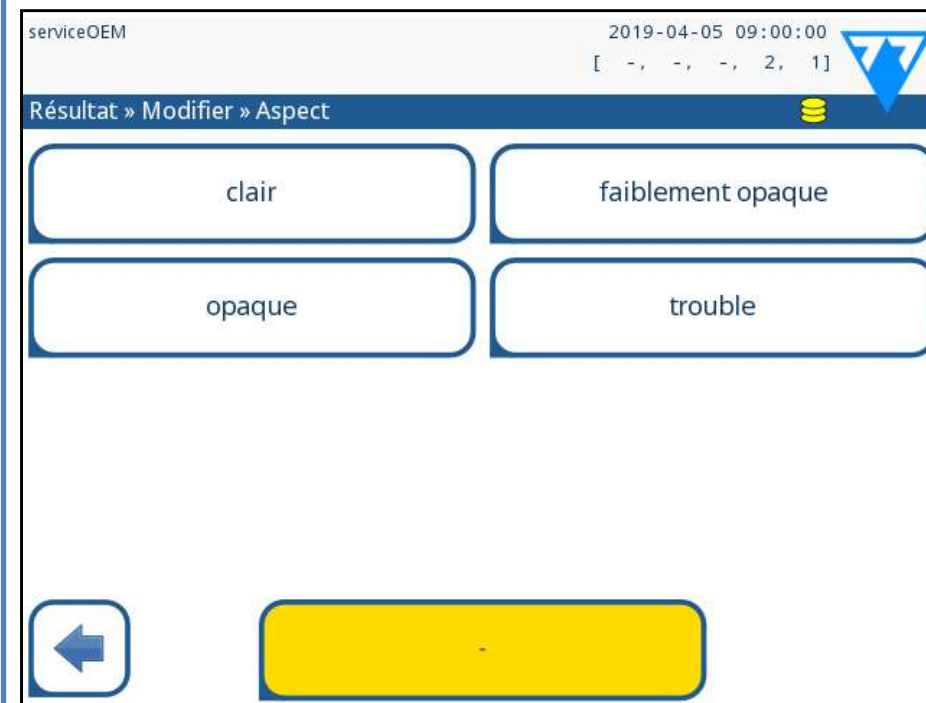 serviceOEM 2019-04-05 09:00:00
[ -, -, -, 2, 1]
Résultat » Modifier » Aspect
clair faiblement opaque
opaque trouble
-